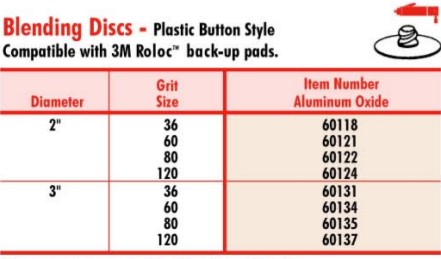 Blending Discs - Plastic Button Style
Compatible with 3M Roloc™ back-up pads.
Diameter Grit Size Item Number Aluminum Oxide
2" 36 60118
60 60121
80 60122
120 60124
3" 36 60131
60 60134
80 60135
120 60137